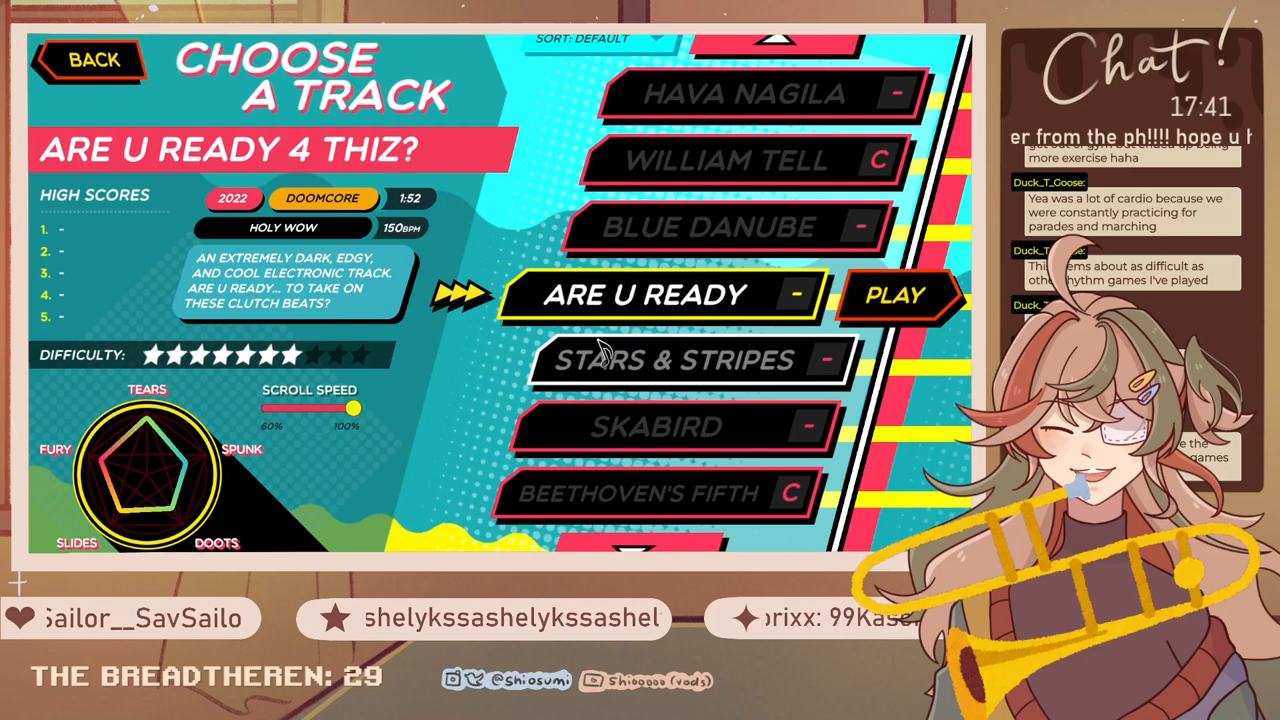 BACK
CHOOSE
A TRACK
ARE U READY 4 THIZ?
HIGH SCORES
2022
DOOMCORE
1:52
HOLY WOW
150BPM
1. -
2. -
3. -
4. -
5. -
AN EXTREMELY DARK, EDGY,
AND COOL ELECTRONIC TRACK.
ARE U READY... TO TAKE ON
THESE CLUTCH BEATS?
DIFFICULTY:
TEARS
FURY
SPUNK
SLIDES
DOOTS
SCROLL SPEED
60%
100%
SORT: DEFAULT
HAVA NAGILA -
WILLIAM TELL C
BLUE DANUBE -
ARE U READY -
PLAY
STARS & STRIPES -
SKABIRD -
BEETHOVEN'S FIFTH C
Chat!
17:41
er from the ph!!!! hope u h
more exercise haha
Duck_T_Goose:
Yea was a lot of cardio because we
were constantly practicing for
parades and marching
as difficult as
rhythm games I've played
the
games
Sailor__SavSailo
shelykssashelykssashel
rixx: 99Kas
THE BREADTHEREN: 29
@shiosumi
Shiooooo (vods)